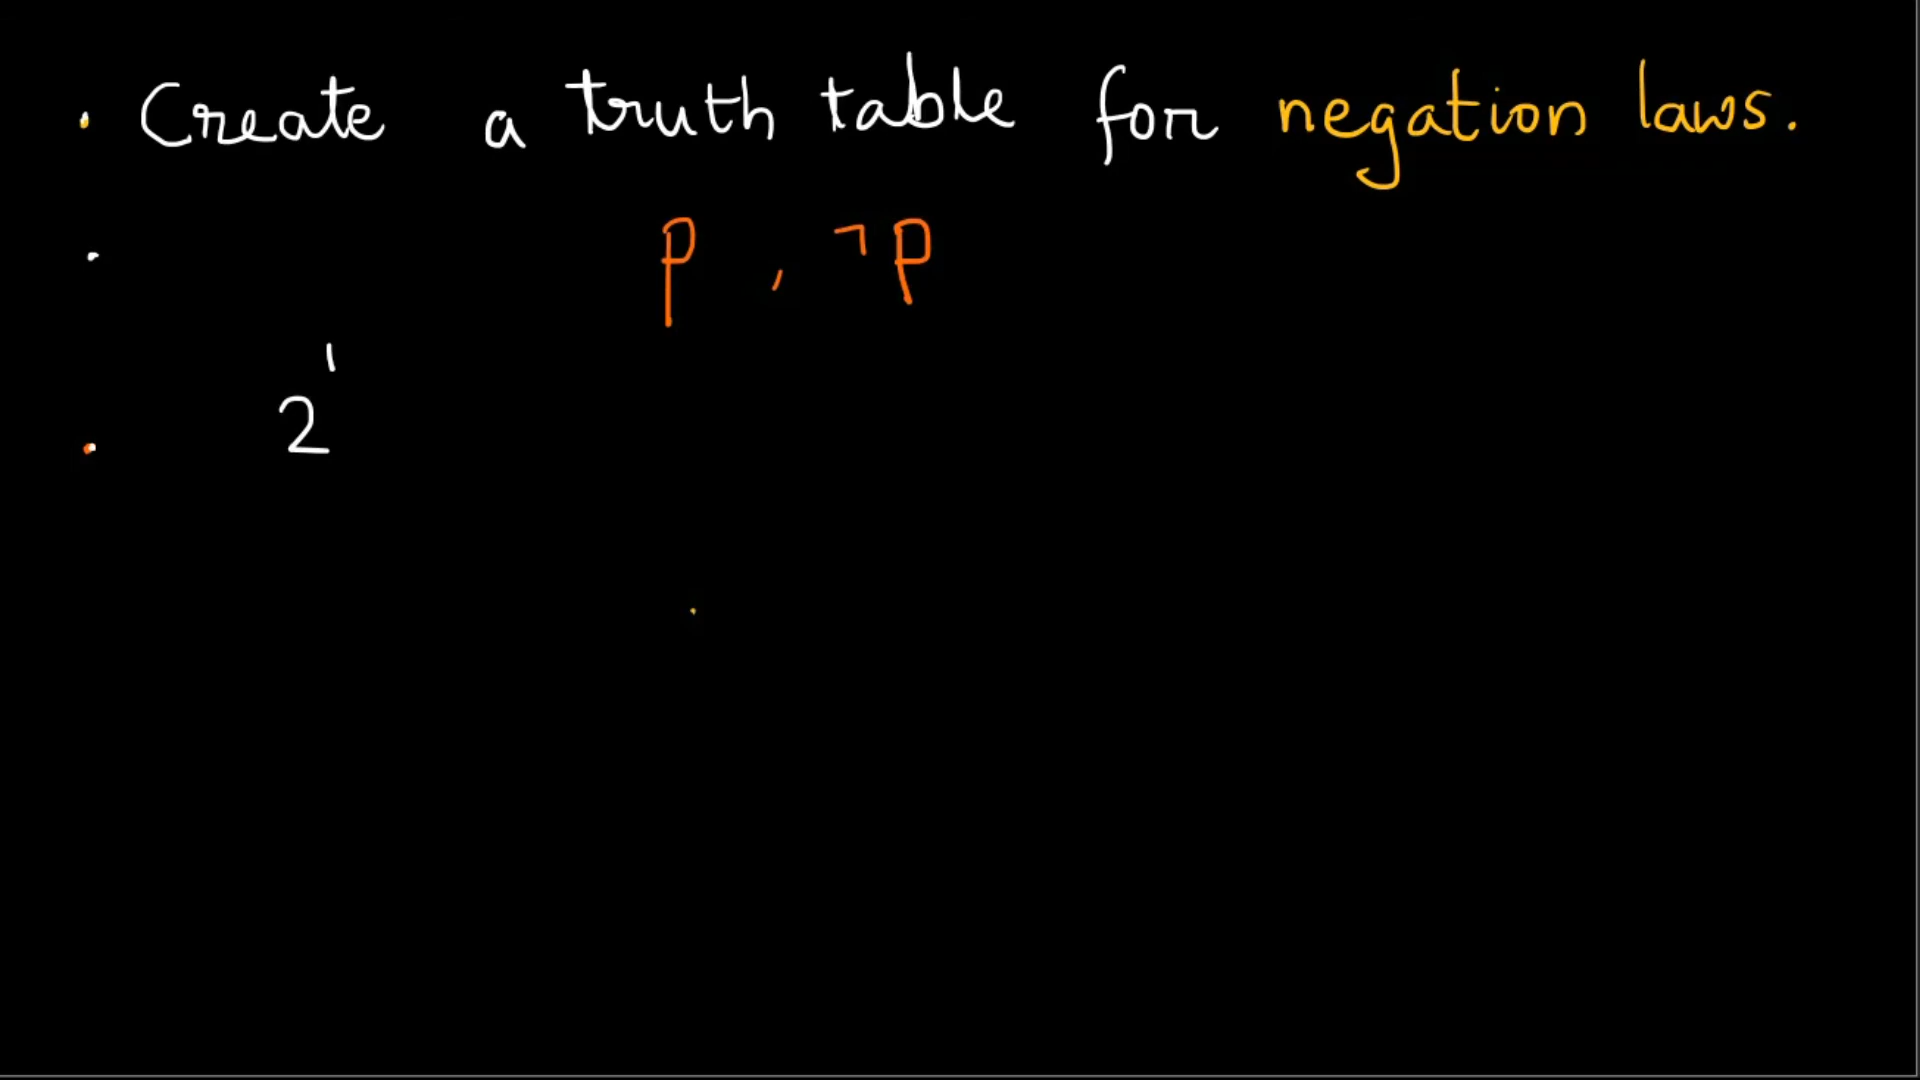 • Create a truth table for negation laws.
• p , ¬p
• 2¹